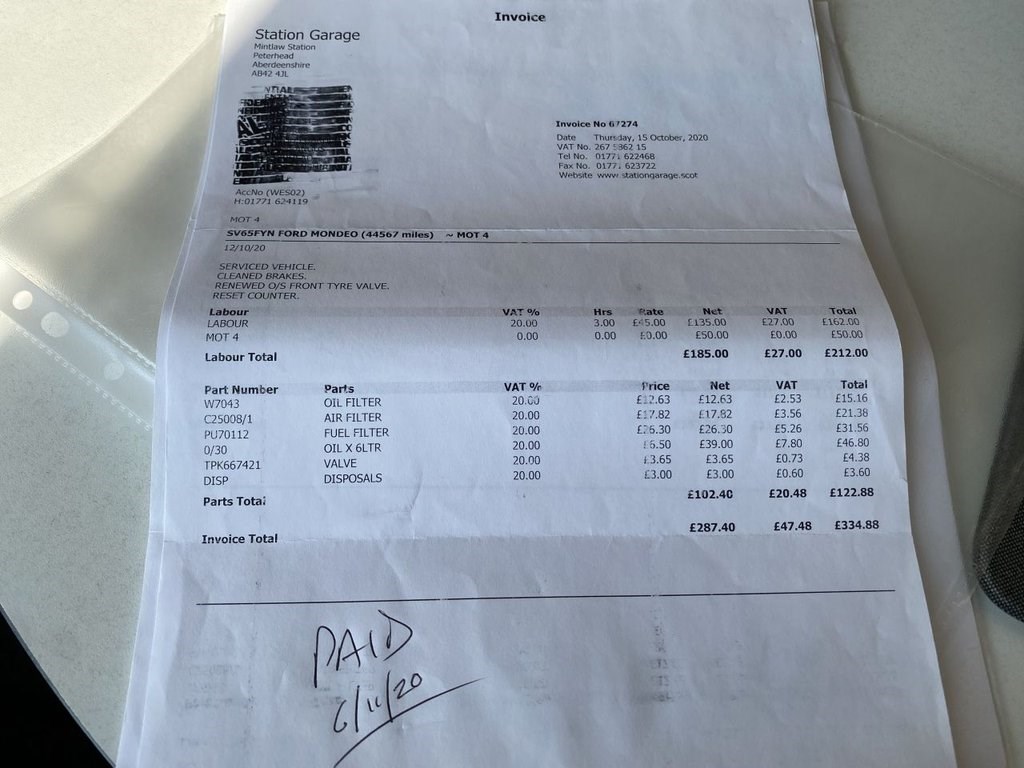 Invoice
Station Garage
Mintlaw Station
Peterhead
Aberdeenshire
AB42 4JL
Invoice No 67274
Date Thursday, 15 October, 2020
VAT No. 267 5962 15
Tel No. 01771 622468
Fax No. 01771 623722
Website www.stationgarage.scot
AccNo (WES02)
H:01771 624119
MOT 4
SV65FYN FORD MONDEO (44567 miles) ~ MOT 4
12/10/20
SERVICED VEHICLE.
CLEANED BRAKES.
RENEWED O/S FRONT TYRE VALVE.
RESET COUNTER.
Labour VAT % Hrs Rate Net VAT Total
LABOUR 20.00 3.00 £45.00 £135.00 £27.00 £162.00
MOT 4 0.00 0.00 £0.00 £50.00 £0.00 £50.00
Labour Total £185.00 £27.00 £212.00
Part Number Parts VAT % Price Net VAT Total
W7043 OIL FILTER 20.00 £12.63 £12.63 £2.53 £15.16
C25008/1 AIR FILTER 20.00 £17.82 £17.82 £3.56 £21.38
PU70112 FUEL FILTER 20.00 £26.30 £26.30 £5.26 £31.56
0/30 OIL X 6LTR 20.00 £6.50 £39.00 £7.80 £46.80
TPK667421 VALVE 20.00 £3.65 £3.65 £0.73 £4.38
DISP DISPOSALS 20.00 £3.00 £3.00 £0.60 £3.60
Parts Total £102.40 £20.48 £122.88
Invoice Total £287.40 £47.48 £334.88
PAID
6/11/20